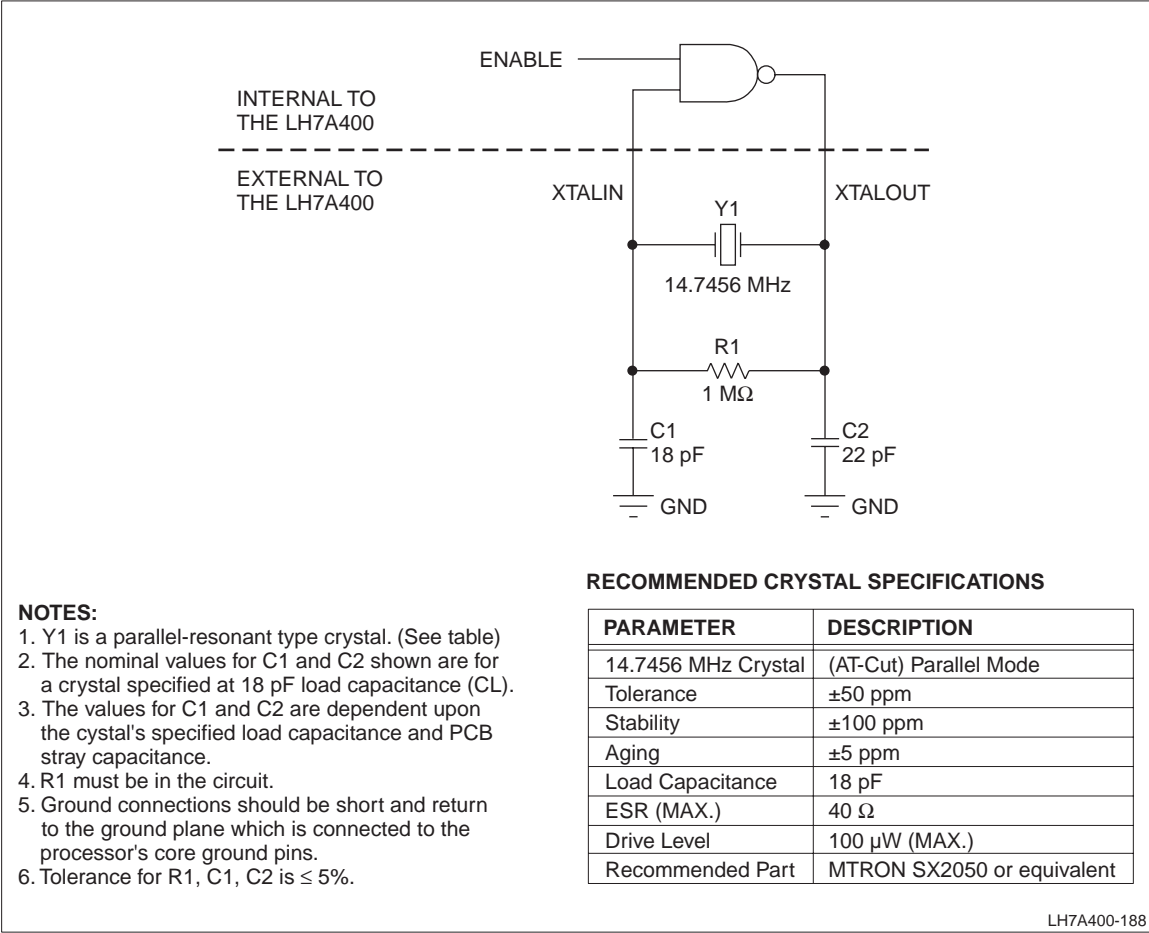 ENABLE
INTERNAL TO
THE LH7A400
EXTERNAL TO
THE LH7A400
XTALIN
XTALOUT
Y1
14.7456 MHz
R1
1 MΩ
C1
18 pF
C2
22 pF
GND
GND
NOTES:
1. Y1 is a parallel-resonant type crystal. (See table)
2. The nominal values for C1 and C2 shown are for
a crystal specified at 18 pF load capacitance (CL).
3. The values for C1 and C2 are dependent upon
the cystal's specified load capacitance and PCB
stray capacitance.
4. R1 must be in the circuit.
5. Ground connections should be short and return
to the ground plane which is connected to the
processor's core ground pins.
6. Tolerance for R1, C1, C2 is ≤ 5%.
RECOMMENDED CRYSTAL SPECIFICATIONS
PARAMETER DESCRIPTION
14.7456 MHz Crystal (AT-Cut) Parallel Mode
Tolerance ±50 ppm
Stability ±100 ppm
Aging ±5 ppm
Load Capacitance 18 pF
ESR (MAX.) 40 Ω
Drive Level 100 µW (MAX.)
Recommended Part MTRON SX2050 or equivalent
LH7A400-188